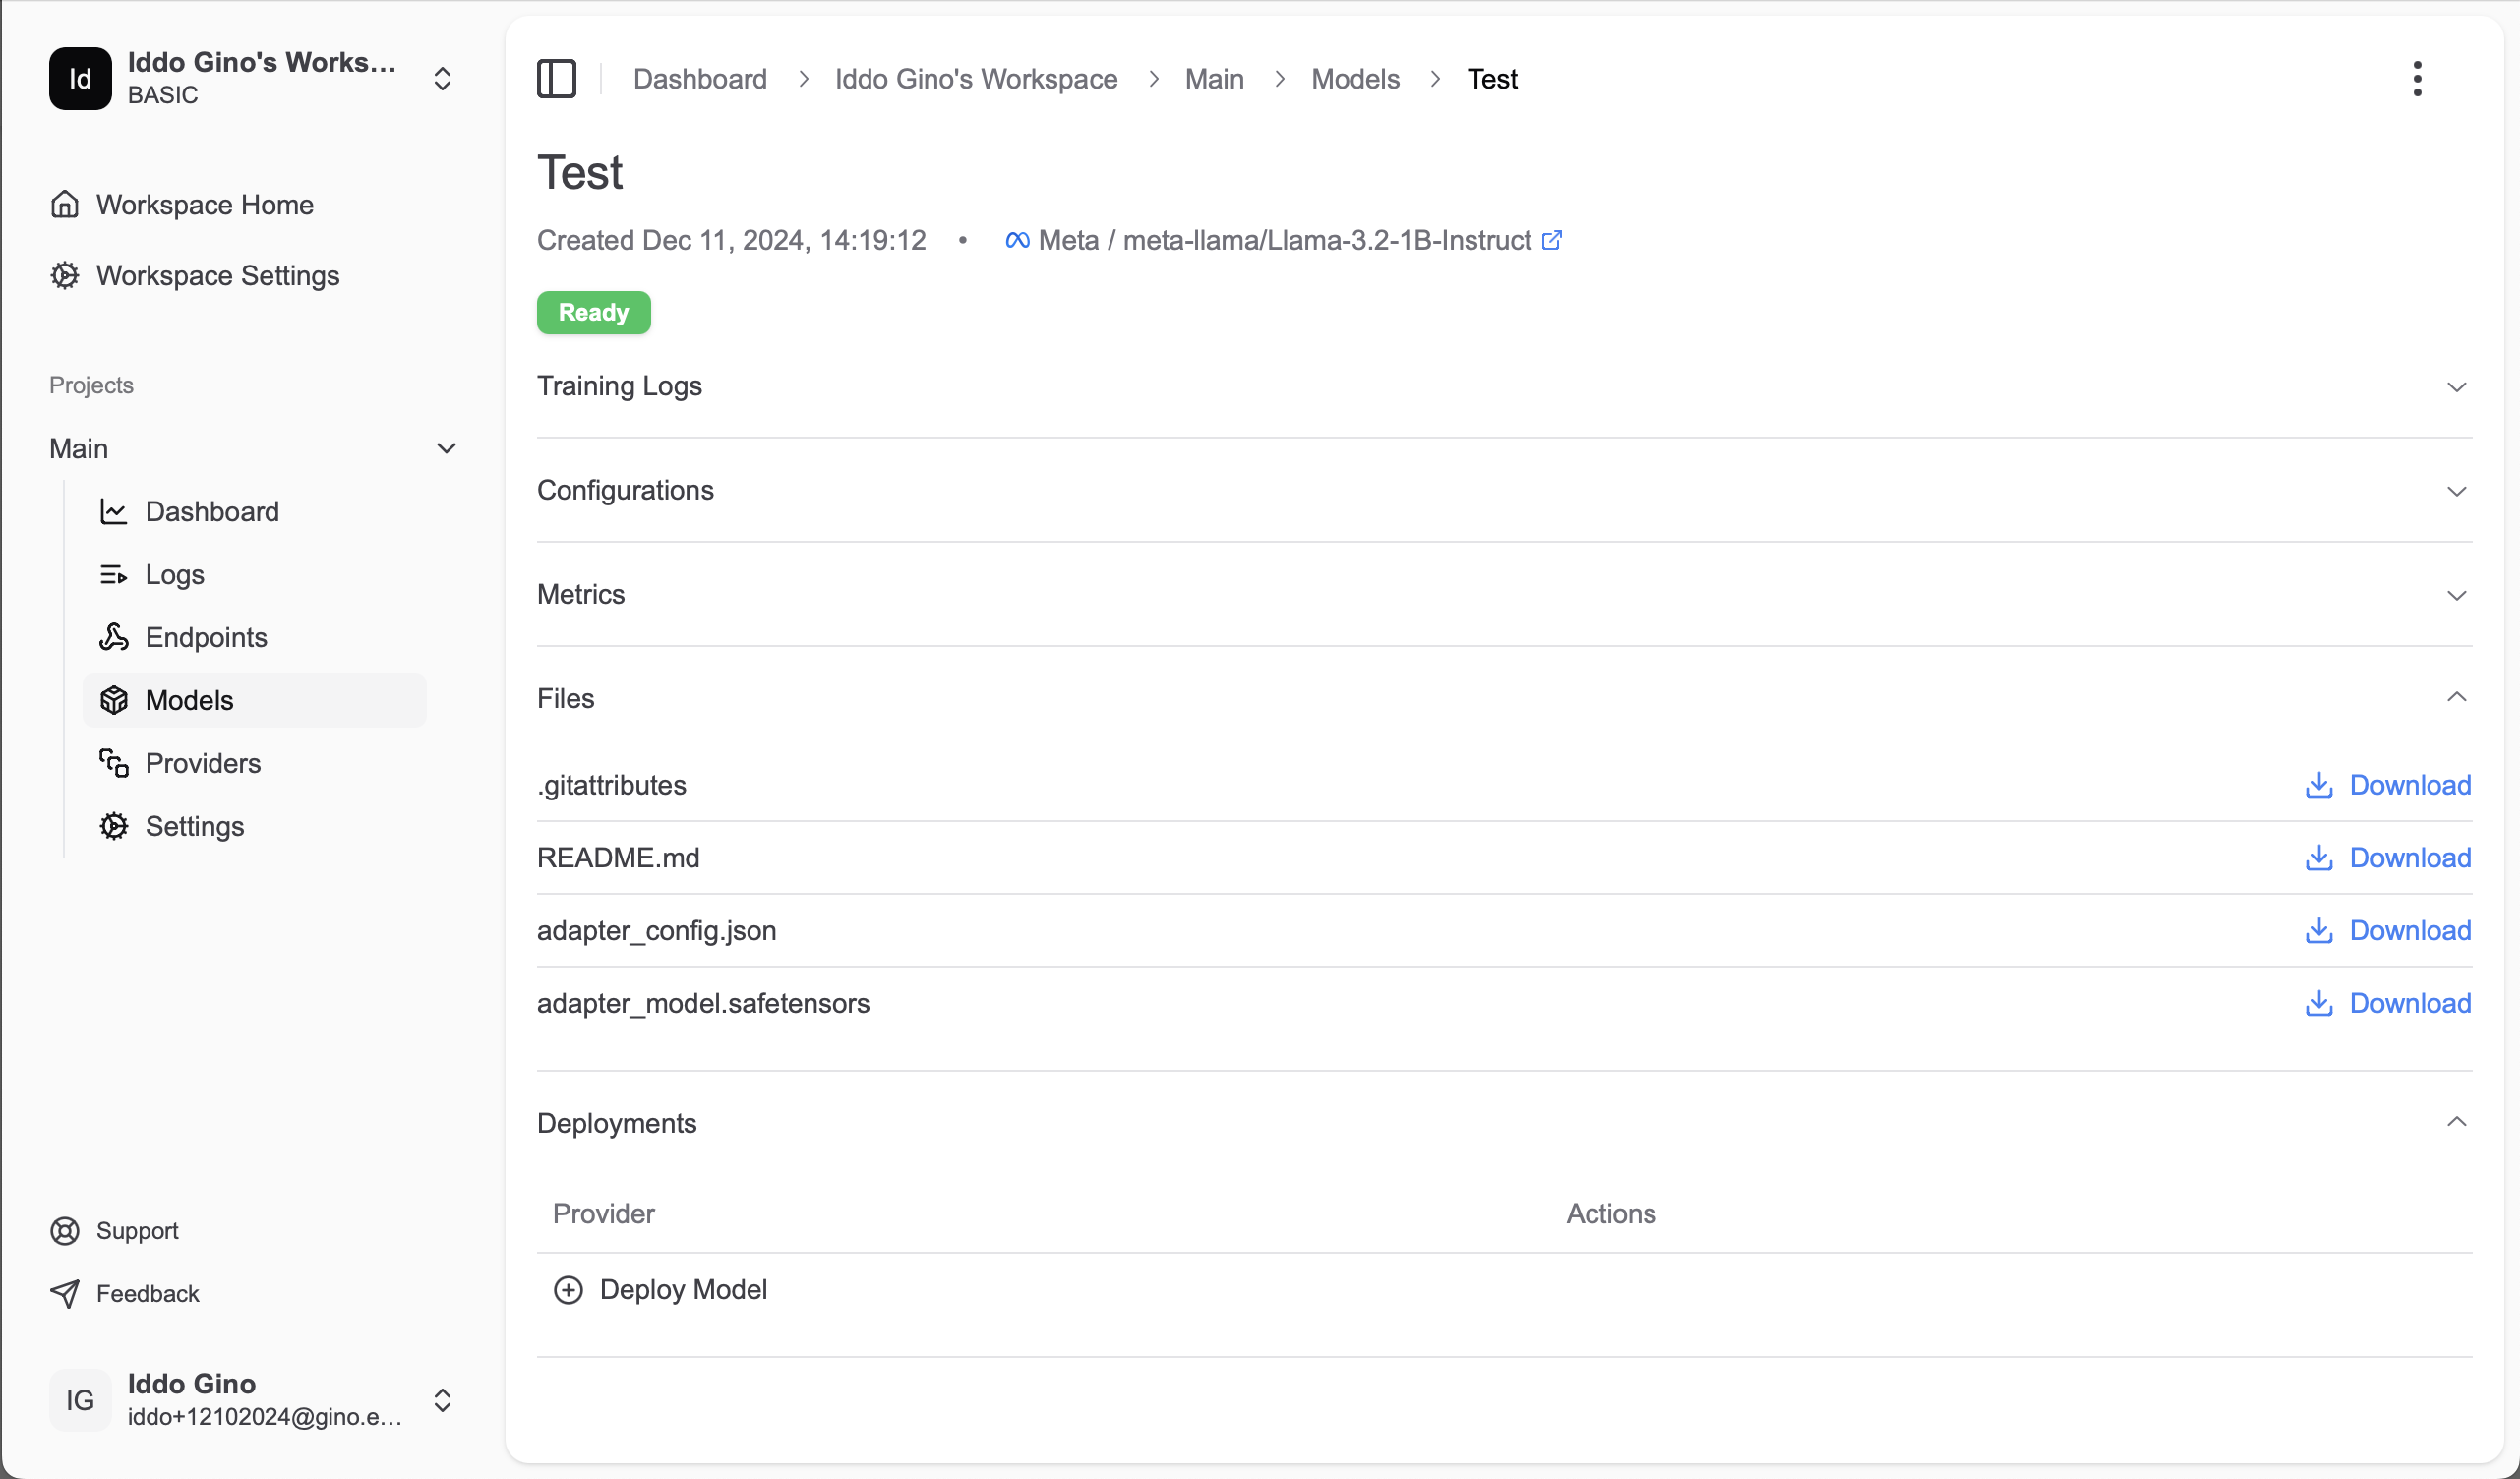 Id
Iddo Gino's Works...
BASIC
Workspace Home
Workspace Settings
Projects
Main
Dashboard
Logs
Endpoints
Models
Providers
Settings
Support
Feedback
IG
Iddo Gino
iddo+12102024@gino.e...
Dashboard > Iddo Gino's Workspace > Main > Models > Test
Test
Created Dec 11, 2024, 14:19:12 • Meta / meta-llama/Llama-3.2-1B-Instruct
Ready
Training Logs
Configurations
Metrics
Files
.gitattributes Download
README.md Download
adapter_config.json Download
adapter_model.safetensors Download
Deployments
Provider Actions
Deploy Model